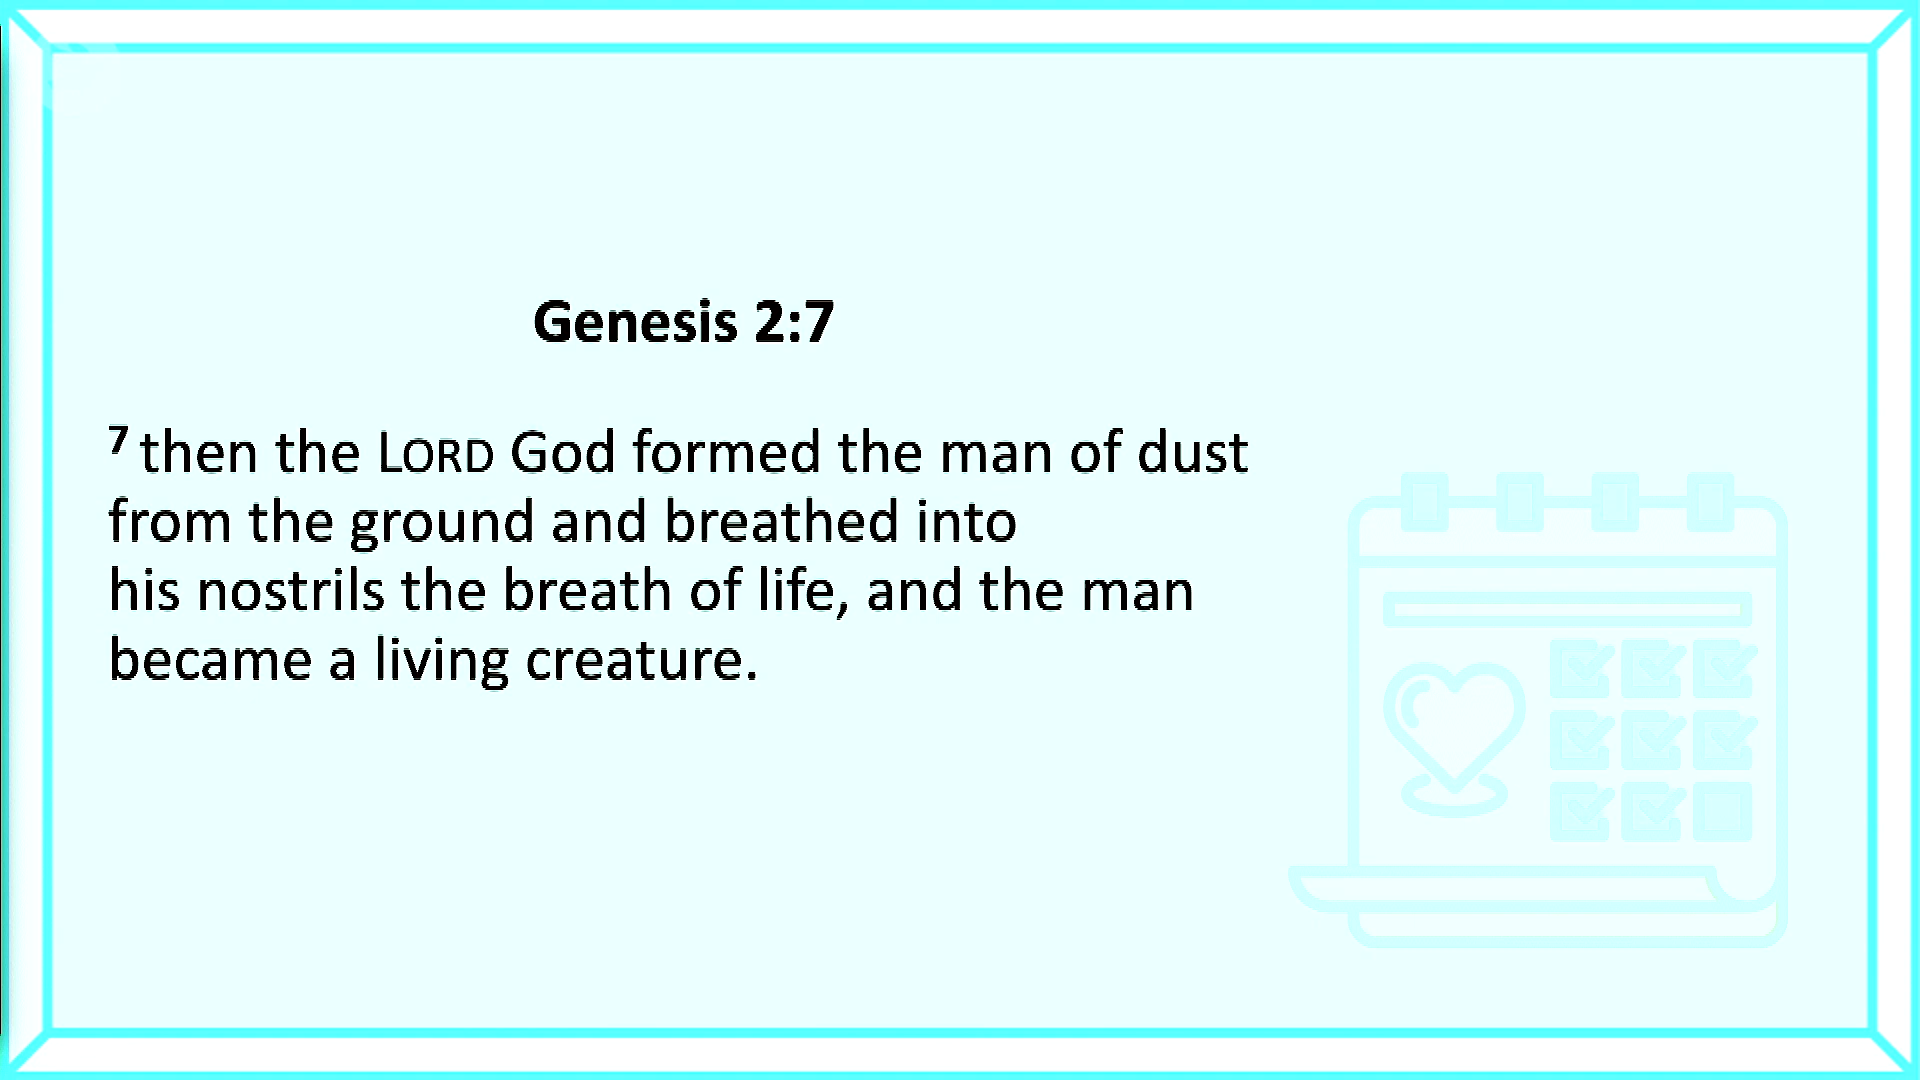 Genesis 2:7
7 then the LORD God formed the man of dust
from the ground and breathed into
his nostrils the breath of life, and the man
became a living creature.